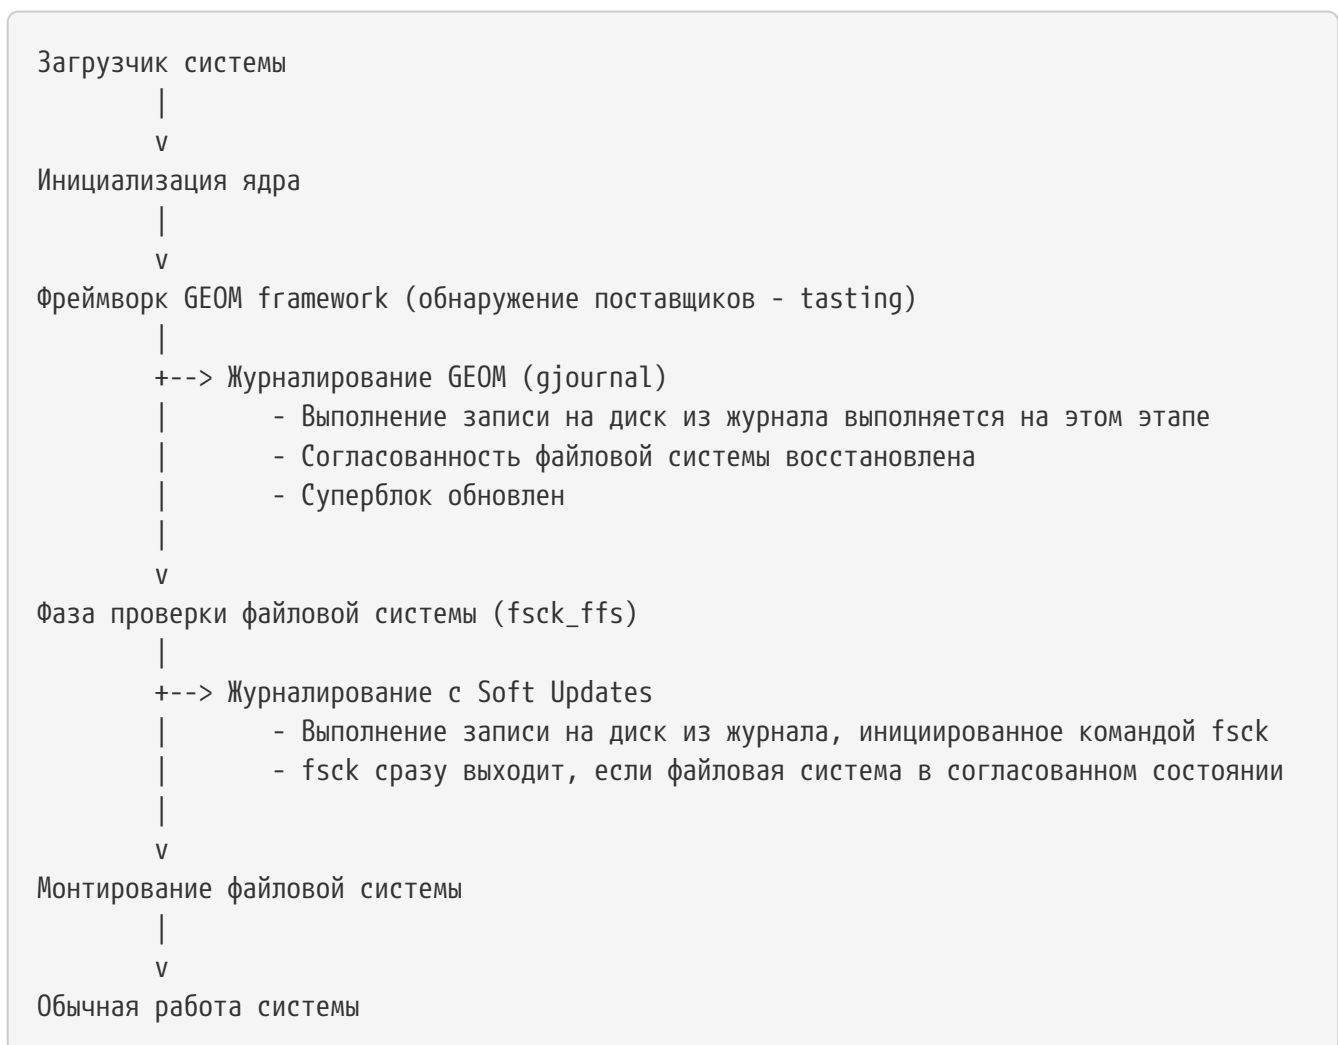 Загрузчик системы
|
v
Инициализация ядра
|
v
Фреймворк GEOM framework (обнаружение поставщиков - tasting)
|
+--> Журналирование GEOM (gjournal)
| - Выполнение записи на диск из журнала выполняется на этом этапе
| - Согласованность файловой системы восстановлена
| - Суперблок обновлен
|
v
Фаза проверки файловой системы (fsck_ffs)
|
+--> Журналирование с Soft Updates
| - Выполнение записи на диск из журнала, инициированное командой fsck
| - fsck сразу выходит, если файловая система в согласованном состоянии
|
v
Монтирование файловой системы
|
v
Обычная работа системы